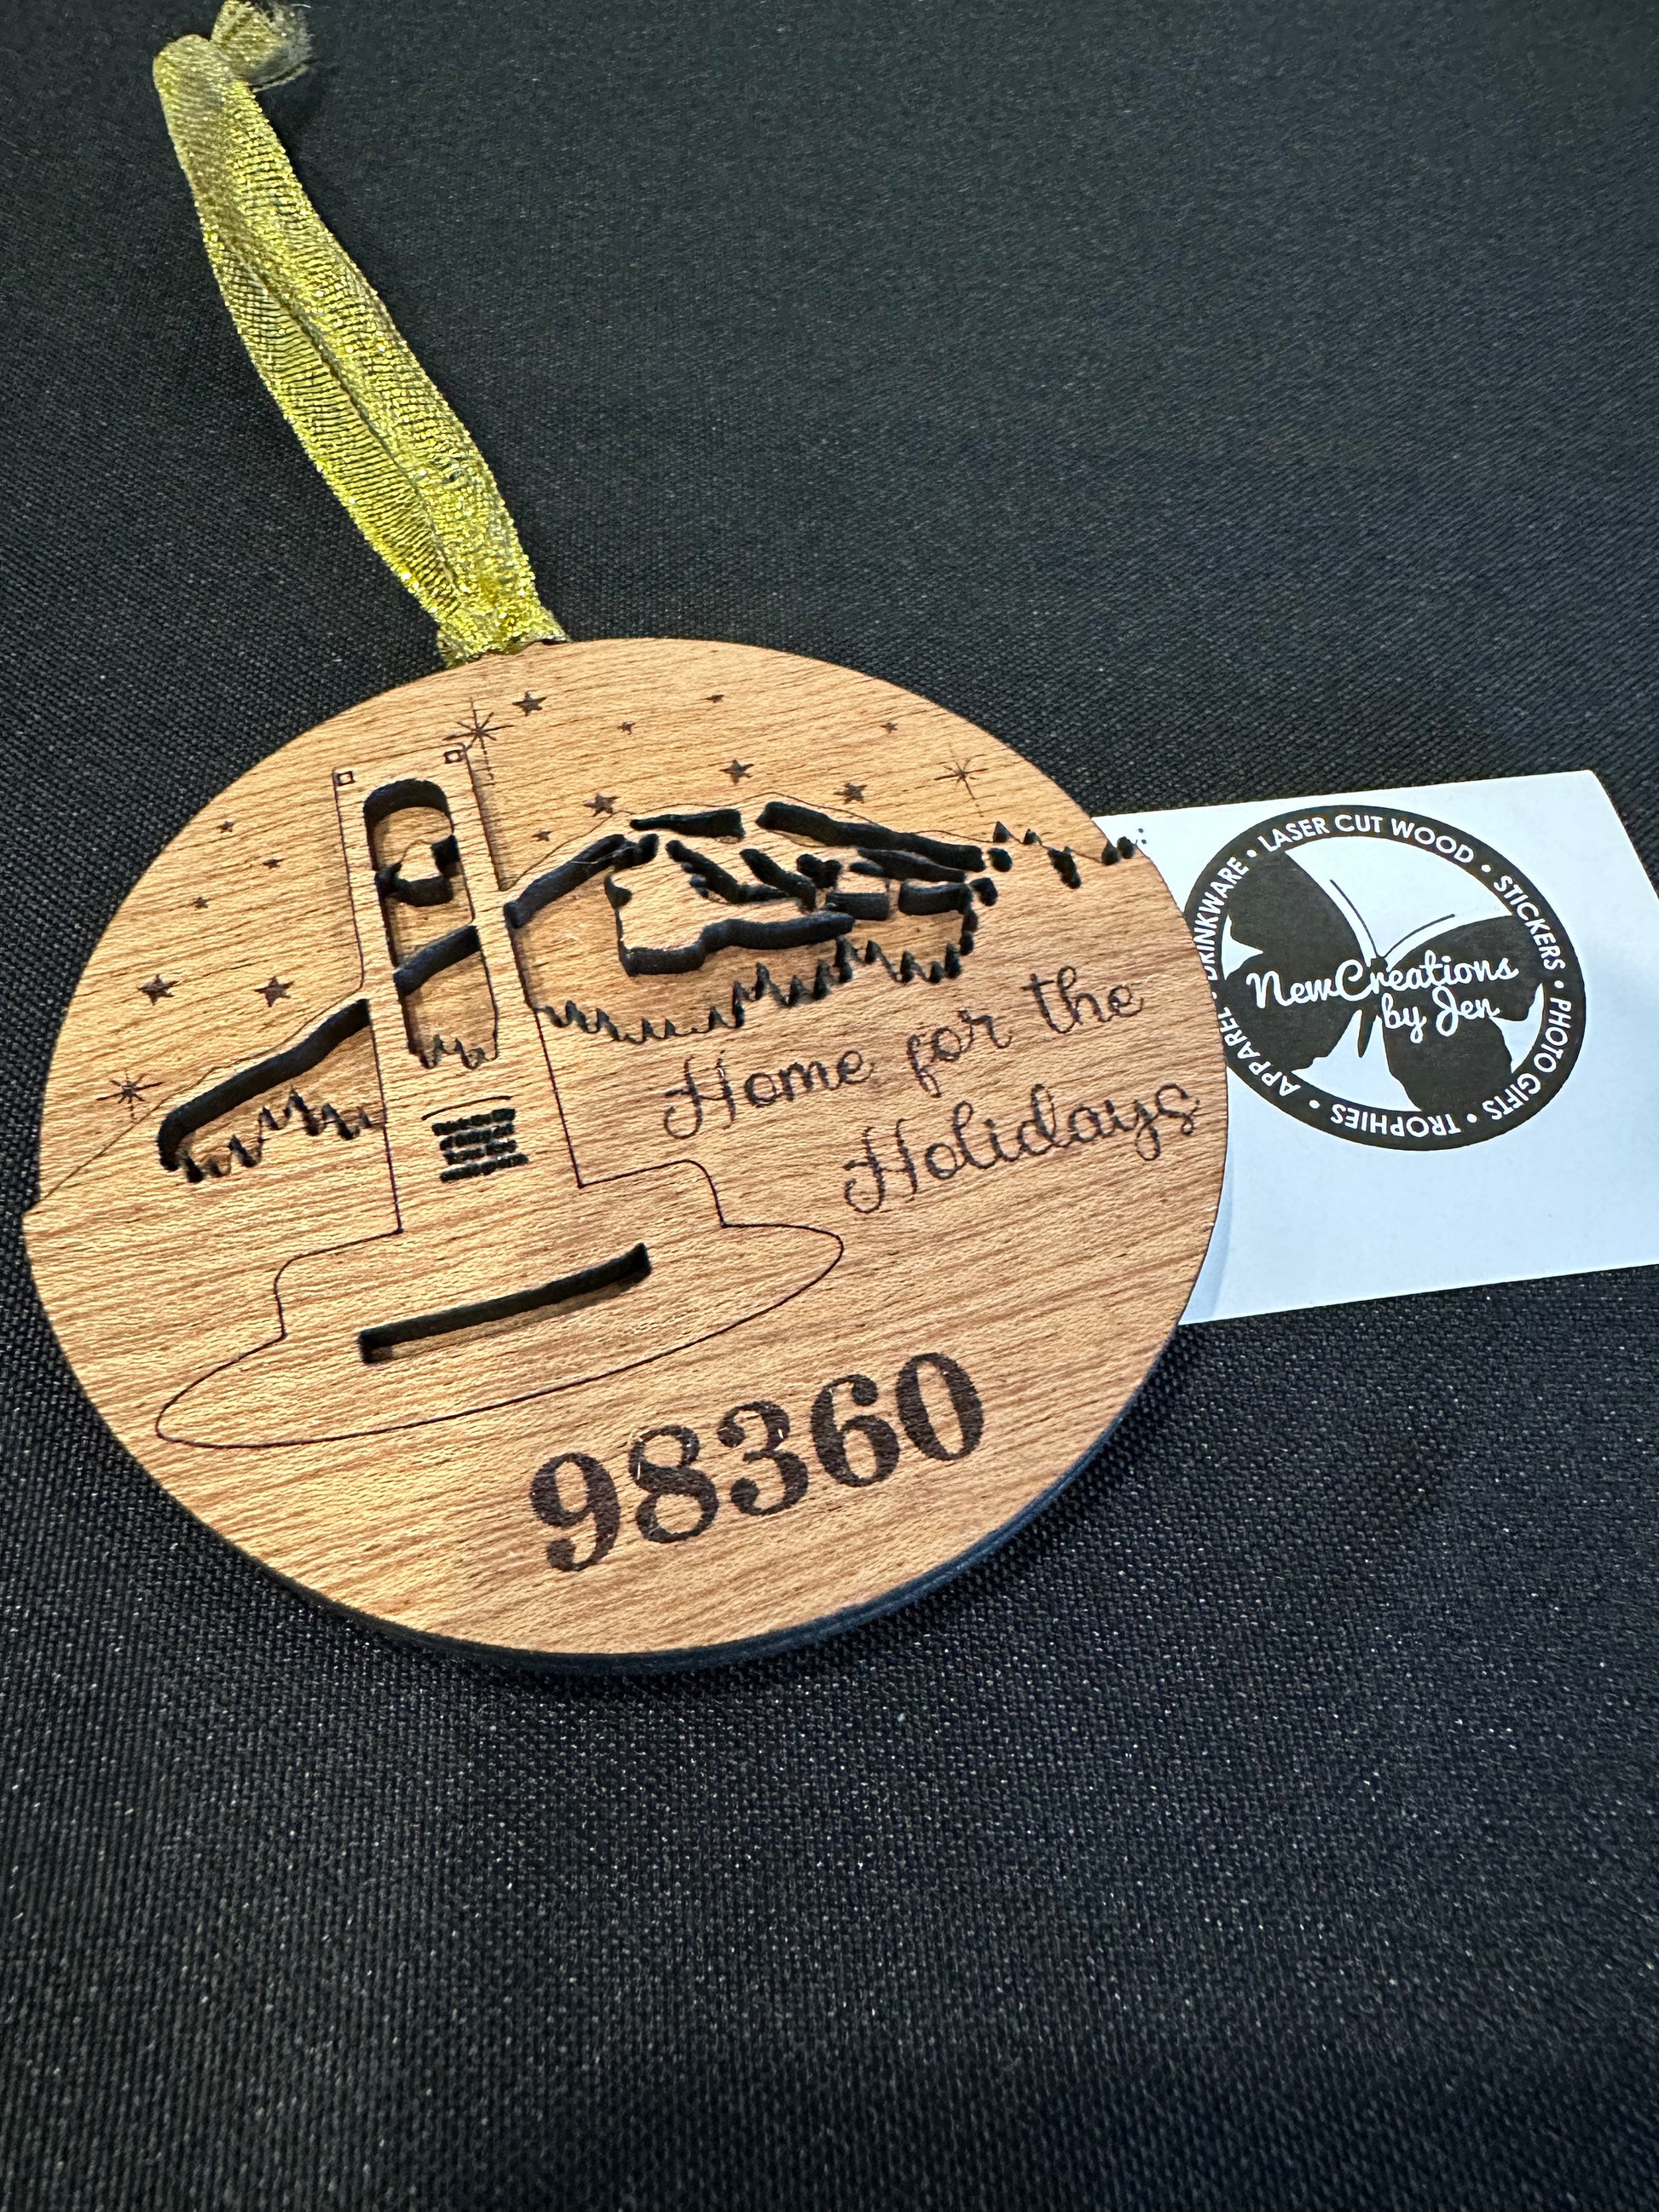 Home for the
Holidays
98360
APPAREL • DRINKWARE • LASER CUT WOOD • STICKERS • PHOTO GIFTS • TROPHIES •
NewCreations
by Jen